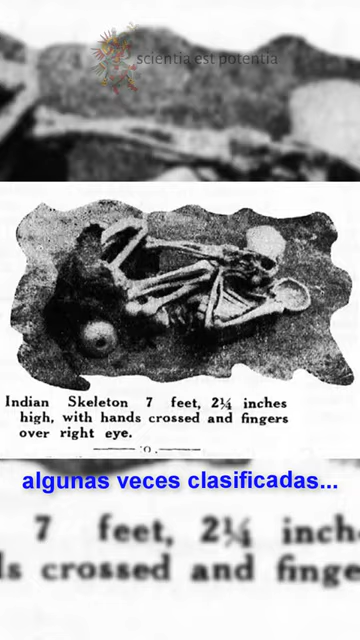 scientia est potentia
Indian Skeleton 7 feet, 2¼ inches
high, with hands crossed and fingers
over right eye.
algunas veces clasificadas...
7 feet, 2¼ inch
ls crossed and finge